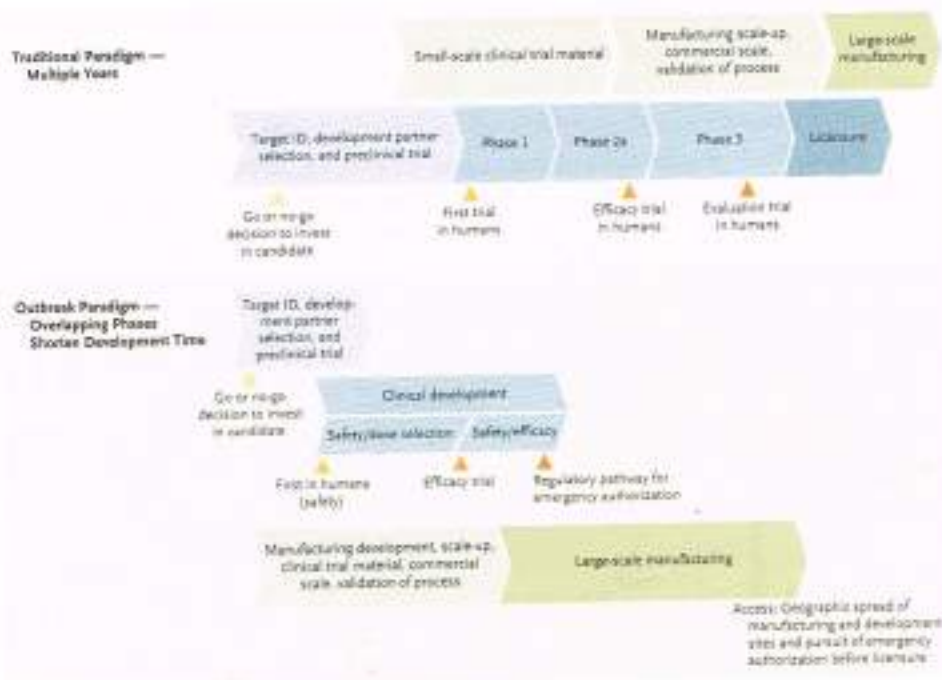 Traditional Paradigm —
Multiple Years
Small-scale clinical trial material
Manufacturing scale-up,
commercial scale,
validation of process
Large-scale
manufacturing
Target ID, development partner
selection, and preclinical trial
Phase 1
Phase 2a
Phase 3
Licensure
Go or no-go
decision to invest
in candidate
First trial
in humans
Efficacy trial
in humans
Evaluation trial
in humans
Outbreak Paradigm —
Overlapping Phases
Shorten Development Time
Target ID, develop-
ment partner
selection, and
preclinical trial
Go or no-go
decision to invest
in candidate
Clinical development
Safety/dose selection
Safety/efficacy
First in humans
(safety)
Efficacy trial
Regulatory pathway for
emergency authorization
Manufacturing development, scale-up,
clinical trial material, commercial
scale, validation of process
Large-scale manufacturing
Access: Geographic spread of
manufacturing and development
sites and pursuit of emergency
authorization before licensure